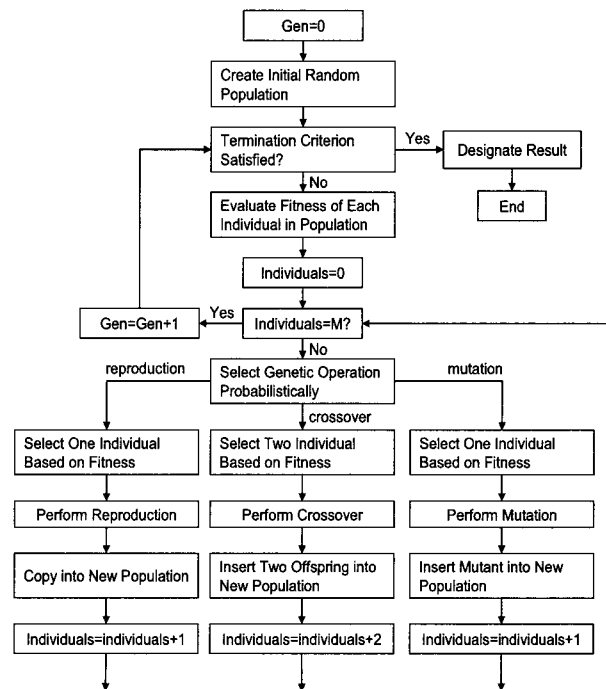 Gen=0
Create Initial Random
Population
Termination Criterion
Satisfied?
Yes
Designate Result
No
End
Evaluate Fitness of Each
Individual in Population
Individuals=0
Gen=Gen+1
Yes
Individuals=M?
No
reproduction
Select Genetic Operation
Probabilistically
mutation
crossover
Select One Individual
Based on Fitness
Select Two Individual
Based on Fitness
Select One Individual
Based on Fitness
Perform Reproduction
Perform Crossover
Perform Mutation
Copy into New Population
Insert Two Offspring into
New Population
Insert Mutant into New
Population
Individuals=individuals+1
Individuals=individuals+2
Individuals=individuals+1